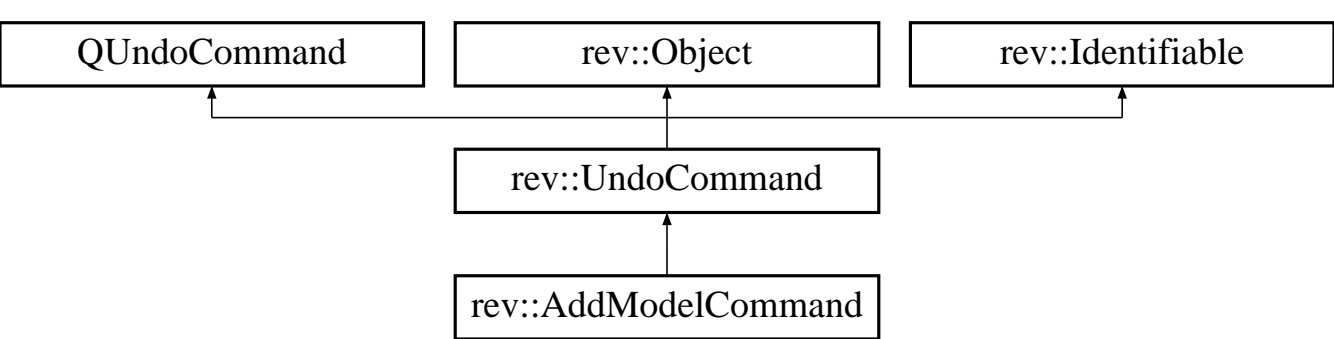 QUndoCommand
rev::Object
rev::Identifiable
rev::UndoCommand
rev::AddModelCommand